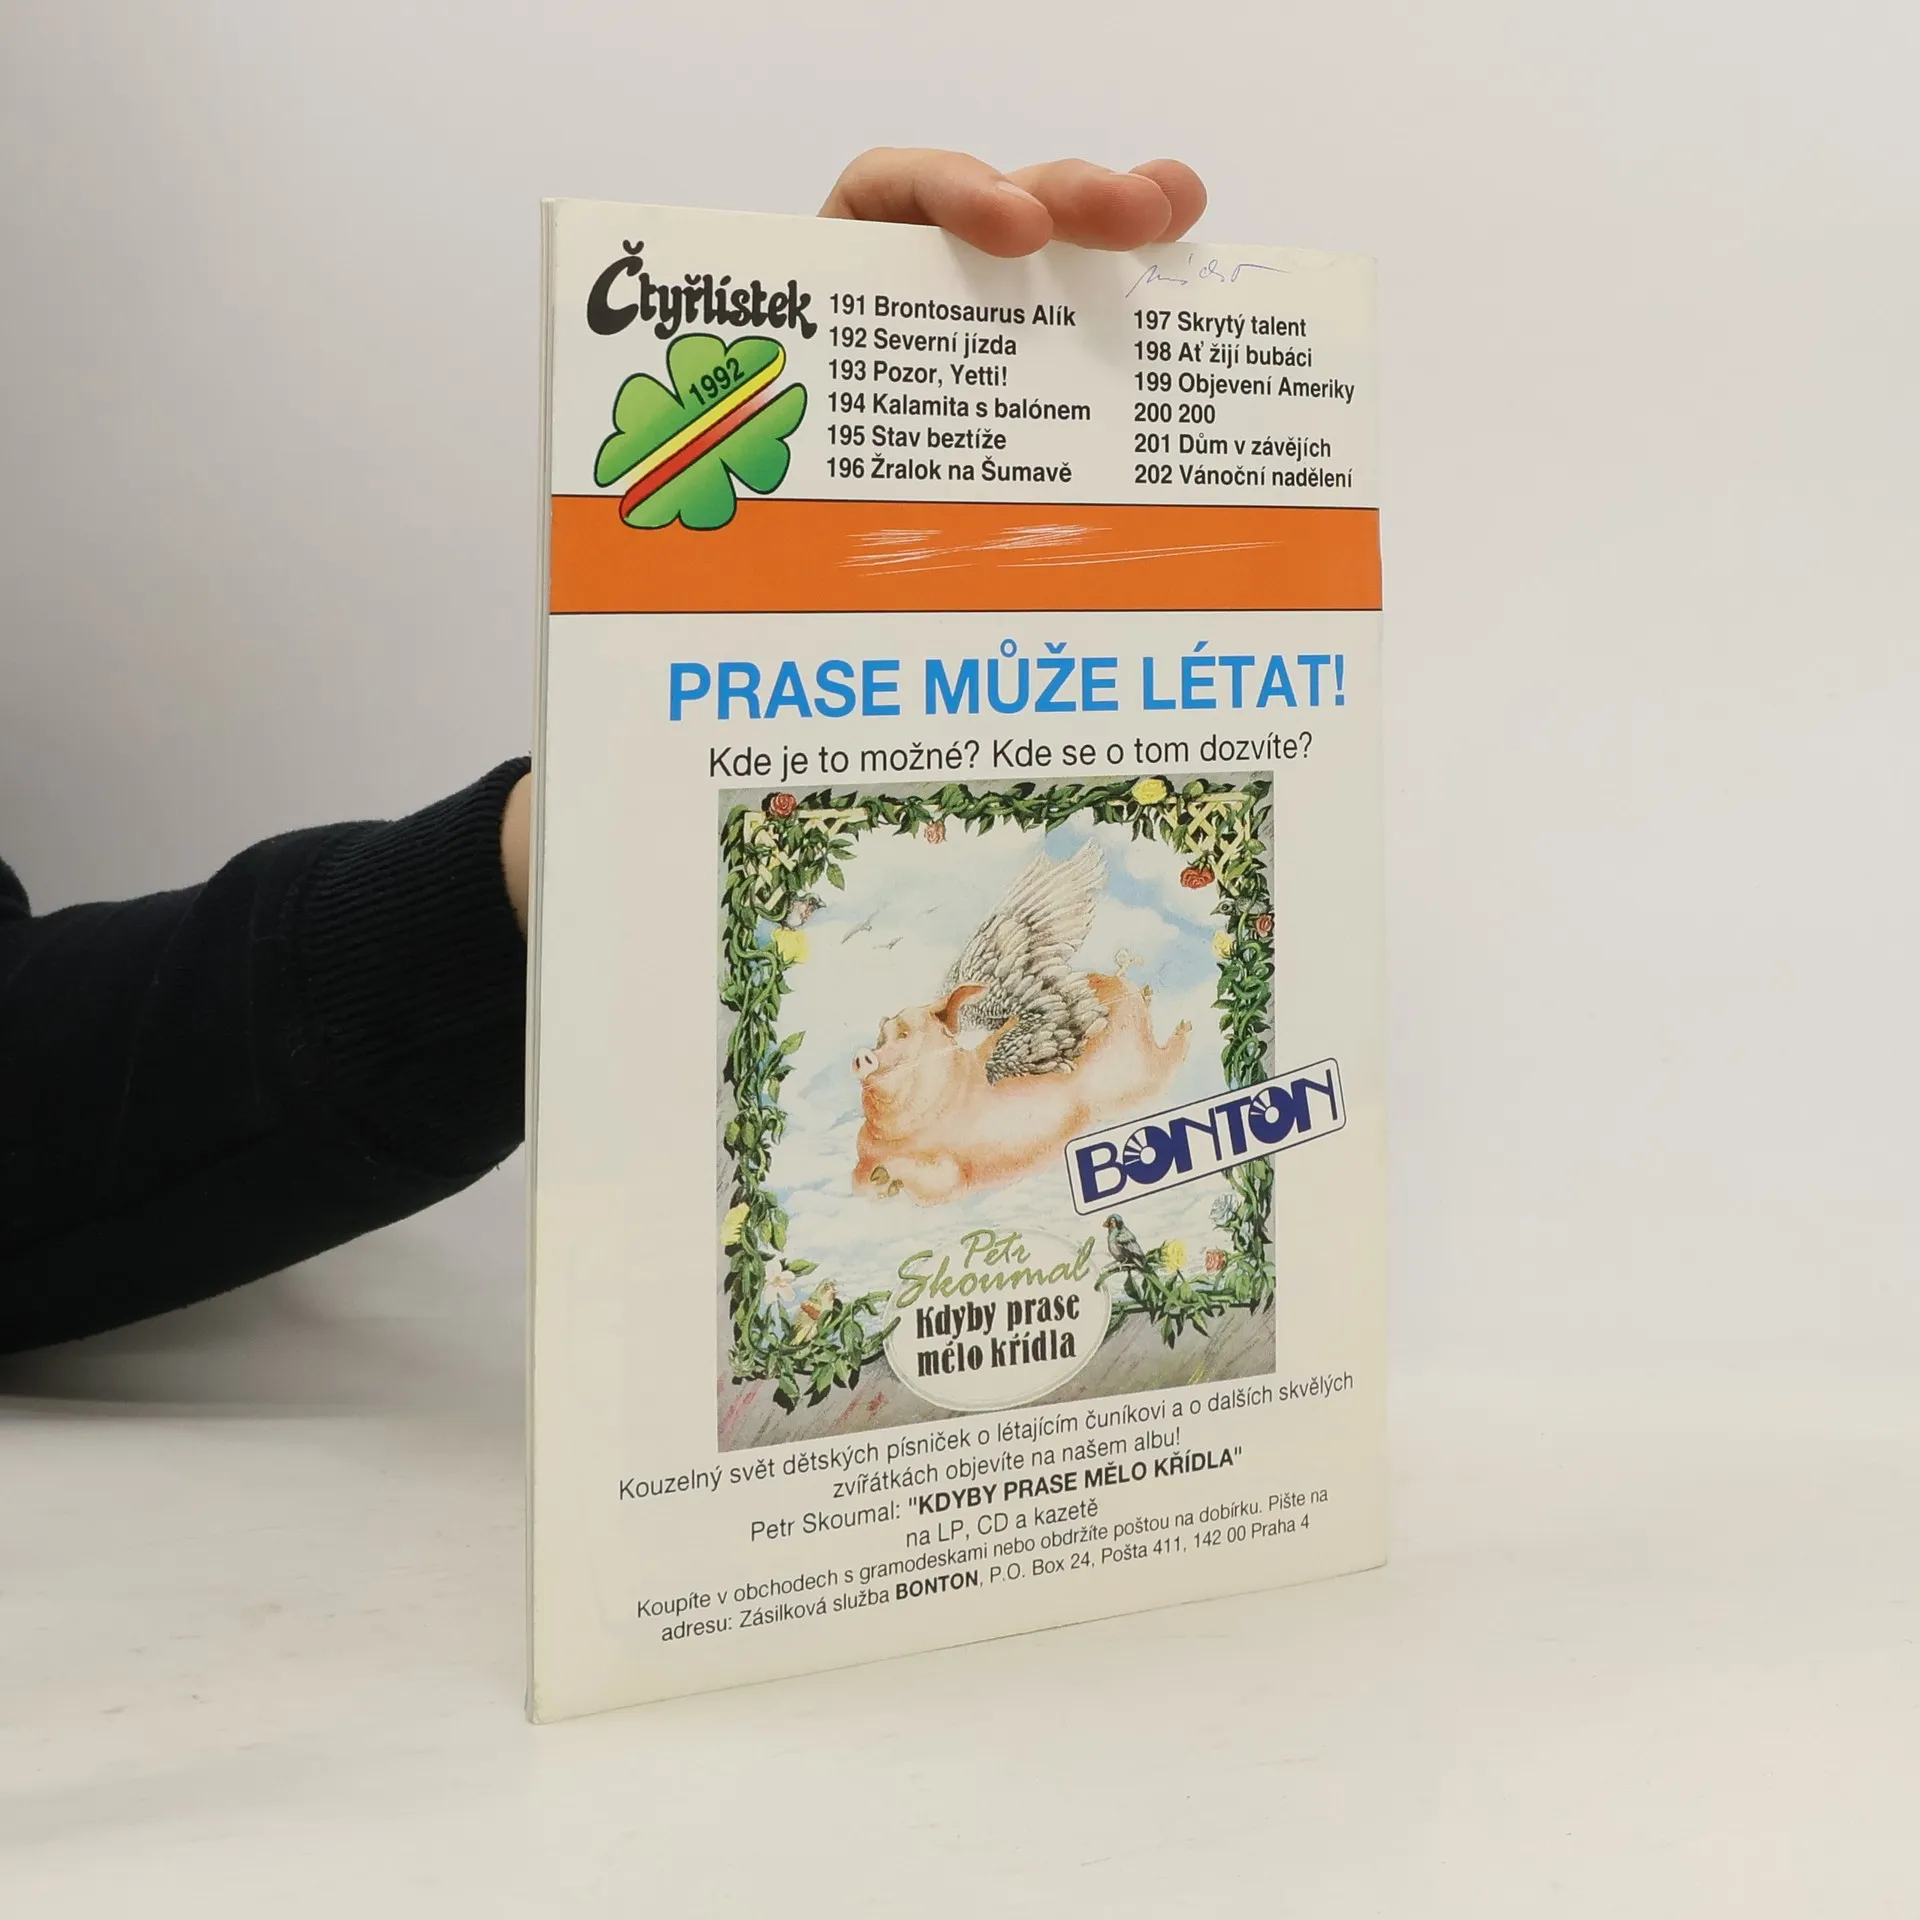 Čtyřlístek
1992
191 Brontosaurus Alík
192 Severní jízda
193 Pozor, Yetti!
194 Kalamita s balónem
195 Stav beztíže
196 Žralok na Šumavě
197 Skrytý talent
198 Ať žijí bubáci
199 Objevení Ameriky
200 200
201 Dům v závějích
202 Vánoční nadělení
PRASE MŮŽE LÉTAT!
Kde je to možné? Kde se o tom dozvíte?
BONTON
Petr
Skoumal
Kdyby prase
mělo křídla
Kouzelný svět dětských písniček o létajícím čuníkovi a o dalších skvělých
zvířátkách objevíte na našem albu!
Petr Skoumal: "KDYBY PRASE MĚLO KŘÍDLA"
na LP, CD a kazetě
Koupíte v obchodech s gramodeskami nebo obdržíte poštou na dobírku. Pište na
adresu: Zásilková služba BONTON, P.O. Box 24, Pošta 411, 142 00 Praha 4